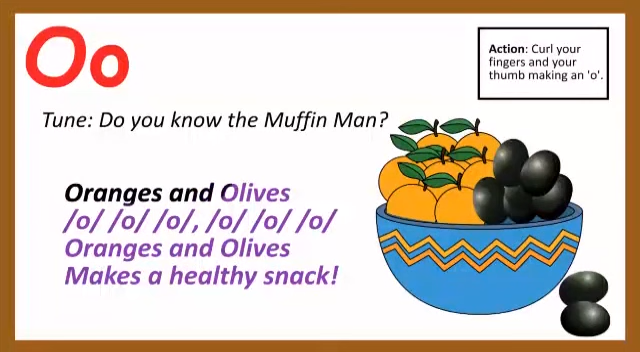 Oo
Action: Curl your
fingers and your
thumb making an 'o'.
Tune: Do you know the Muffin Man?
Oranges and Olives
/o/ /o/ /o/, /o/ /o/ /o/
Oranges and Olives
Makes a healthy snack!